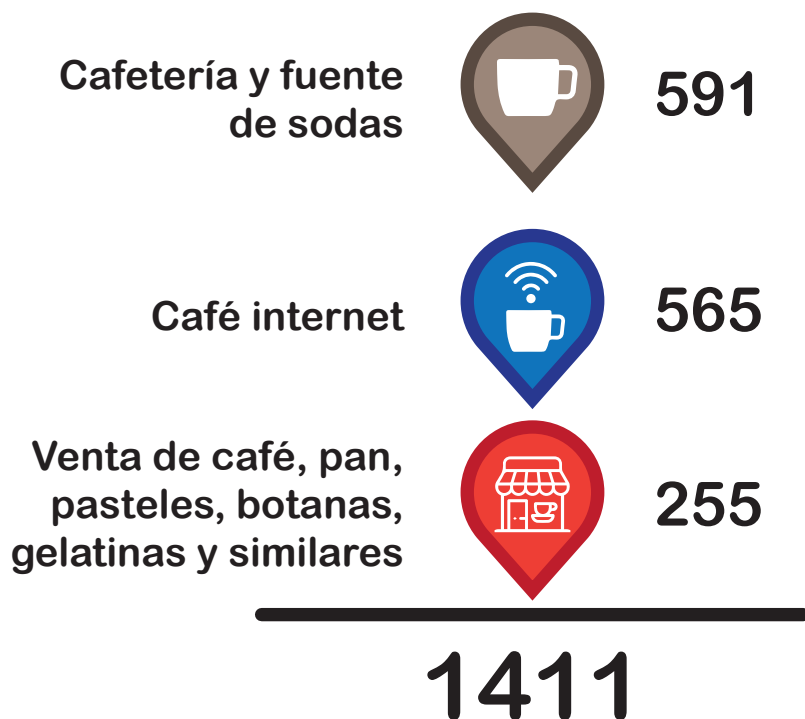 Cafetería y fuente
de sodas
591
Café internet
565
Venta de café, pan,
pasteles, botanas,
gelatinas y similares
255
1411